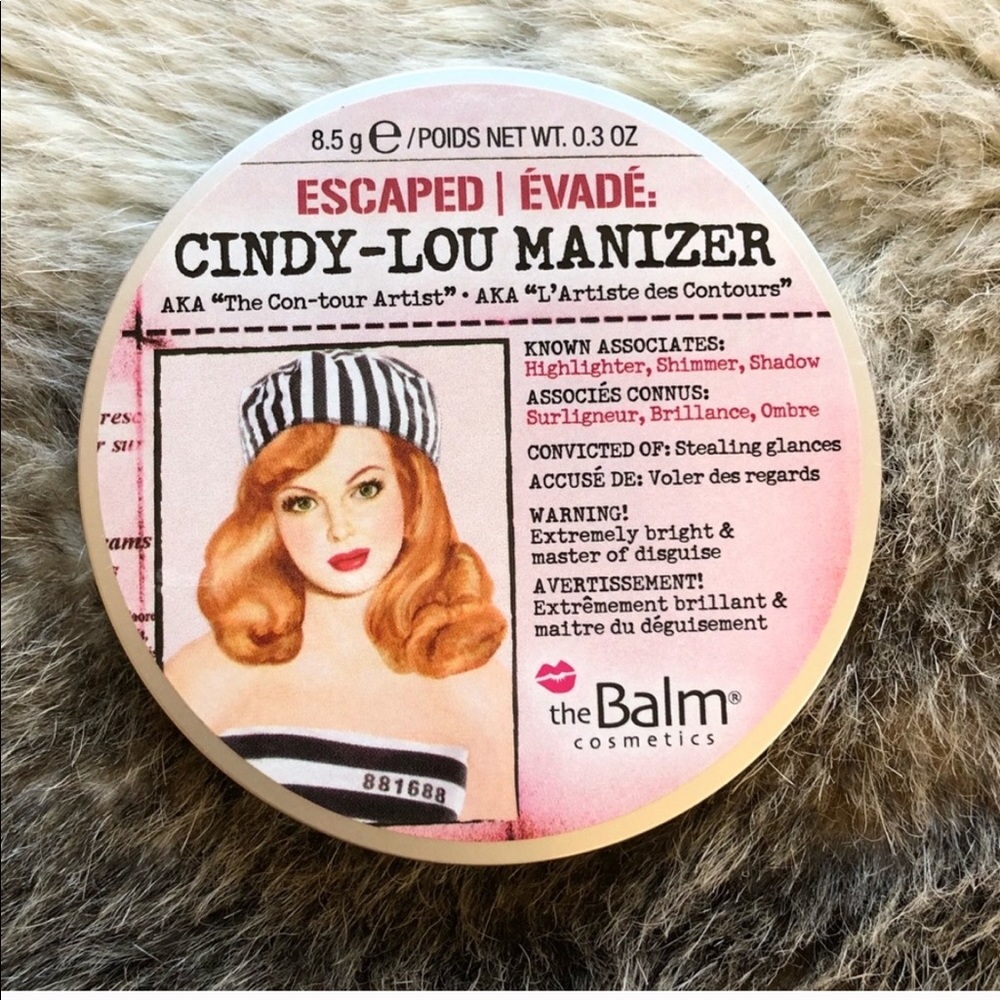 8.5 g e /POIDS NET WT. 0.3 OZ
ESCAPED | ÉVADÉ:
CINDY-LOU MANIZER
AKA “The Con-tour Artist” • AKA “L'Artiste des Contours”
KNOWN ASSOCIATES:
Highlighter, Shimmer, Shadow
ASSOCIÉS CONNUS:
Surligneur, Brillance, Ombre
CONVICTED OF: Stealing glances
ACCUSÉ DE: Voler des regards
WARNING!
Extremely bright &
master of disguise
AVERTISSEMENT!
Extrêmement brillant &
maitre du déguisement
the Balm®
cosmetics
881688